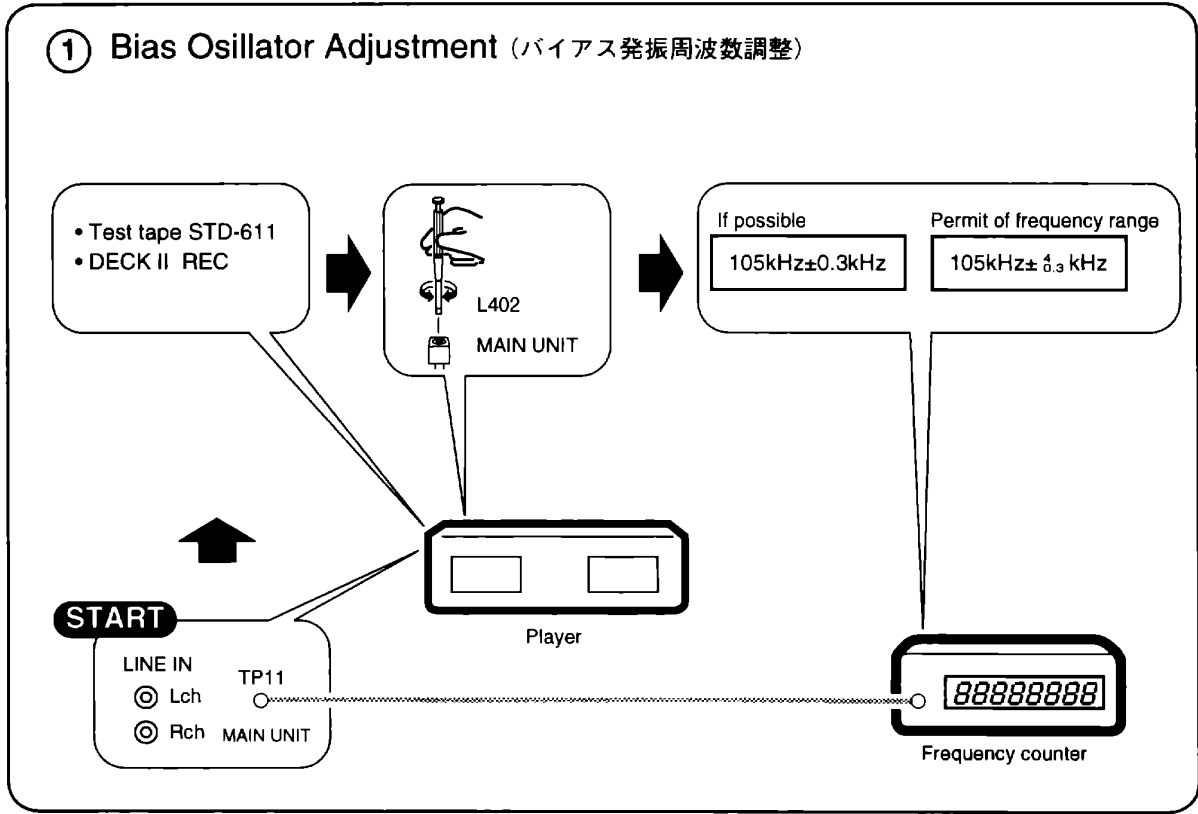 ① Bias Osillator Adjustment (バイアス発振周波数調整)
• Test tape STD-611
• DECK II REC
L402
MAIN UNIT
If possible
105kHz±0.3kHz
Permit of frequency range
105kHz± 4 0.3 kHz
START
LINE IN
Lch
Rch
TP11
MAIN UNIT
Player
88888888
Frequency counter